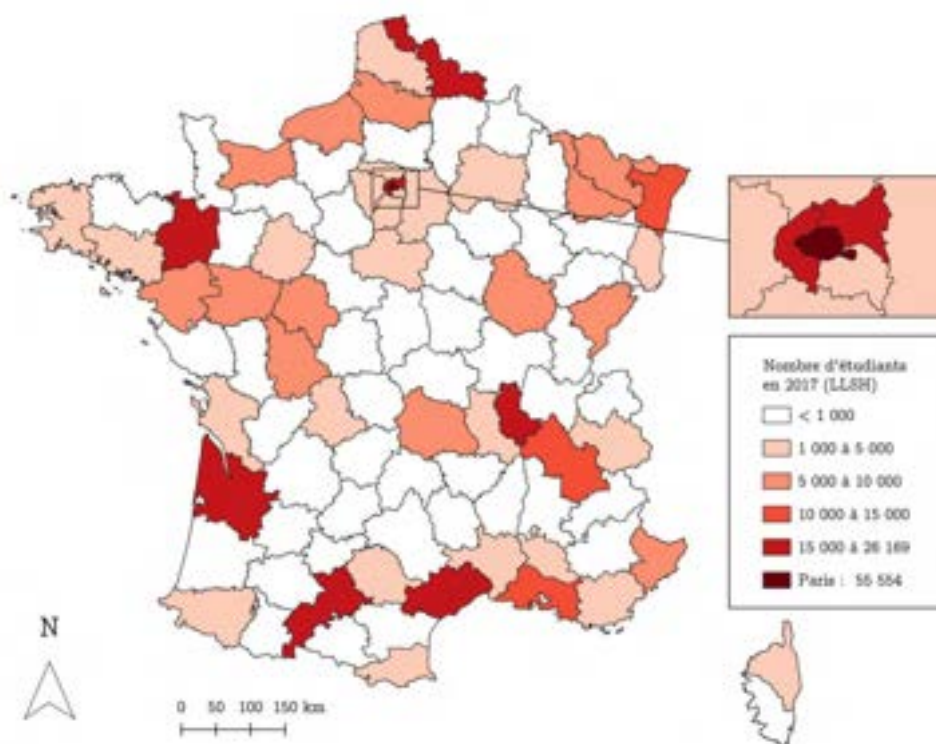 Nombre d'étudiants
en 2017 (LLSH)
< 1 000
1 000 à 5 000
5 000 à 10 000
10 000 à 15 000
15 000 à 26 169
Paris : 55 554
N
0 50 100 150 km